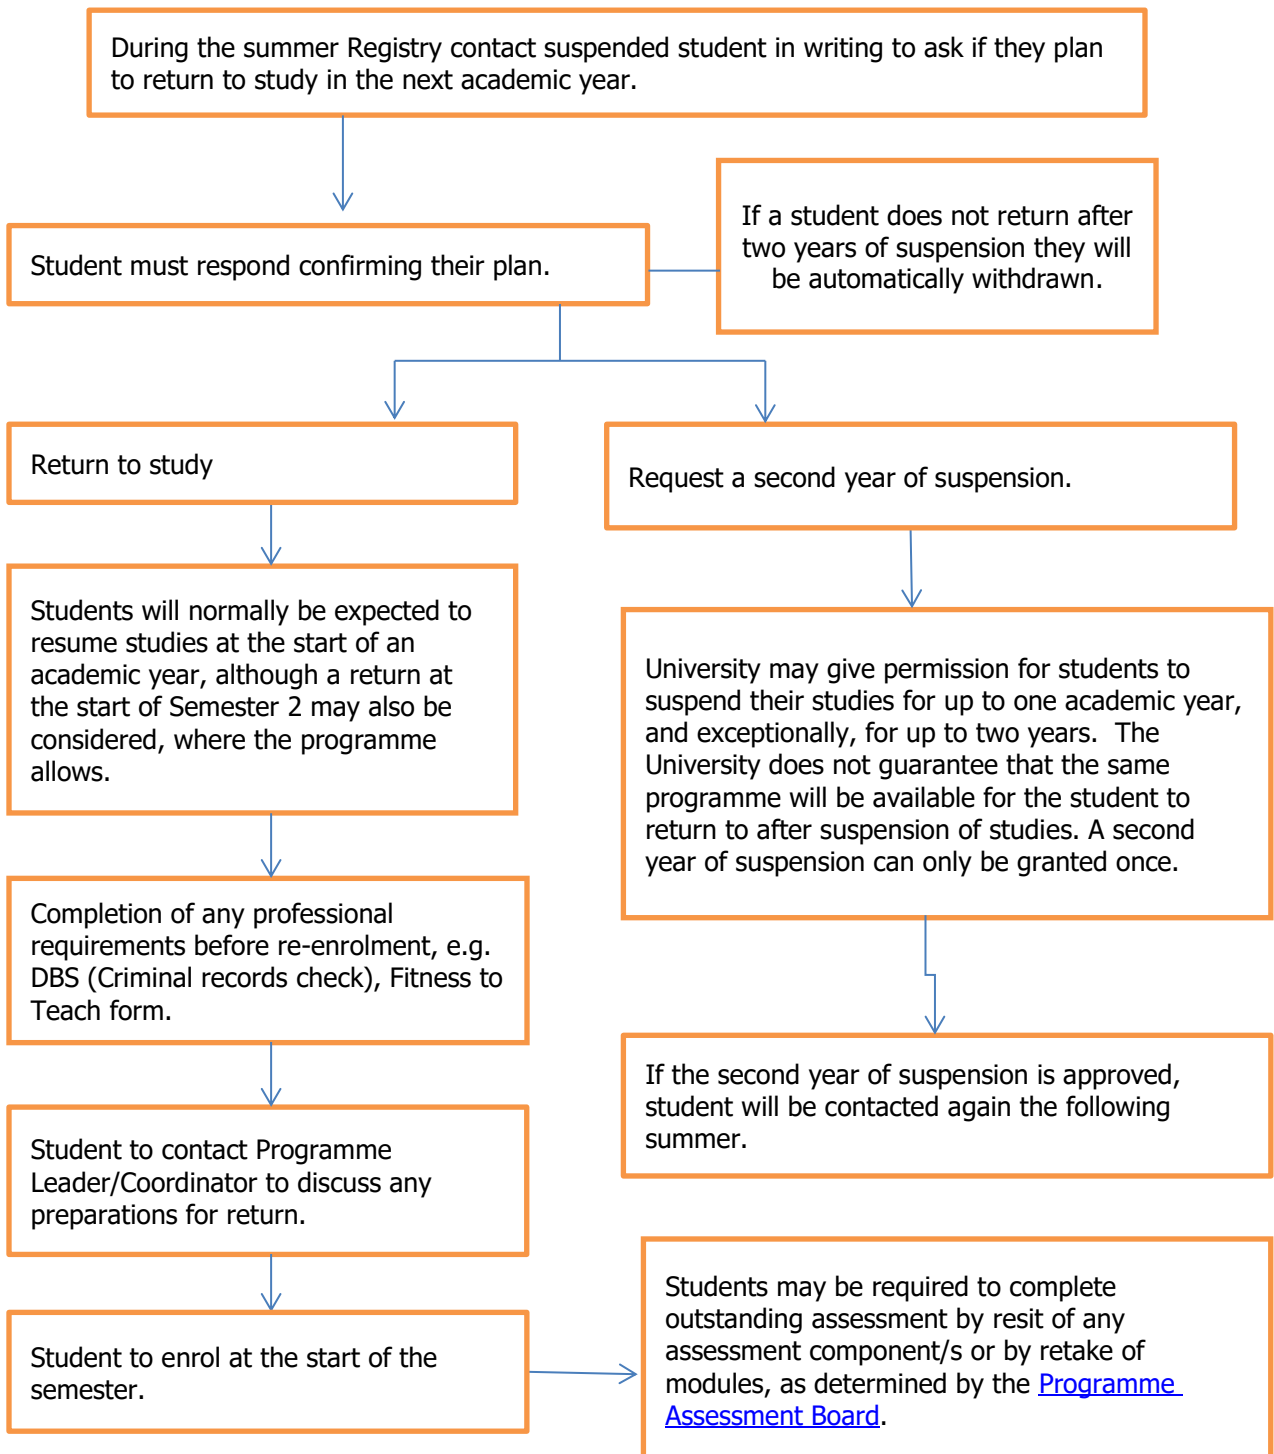 During the summer Registry contact suspended student in writing to ask if they plan
to return to study in the next academic year.
If a student does not return after
two years of suspension they will
be automatically withdrawn.
Student must respond confirming their plan.
Return to study
Request a second year of suspension.
Students will normally be expected to
resume studies at the start of an
academic year, although a return at
the start of Semester 2 may also be
considered, where the programme
allows.
University may give permission for students to
suspend their studies for up to one academic year,
and exceptionally, for up to two years. The
University does not guarantee that the same
programme will be available for the student to
return to after suspension of studies. A second
year of suspension can only be granted once.
Completion of any professional
requirements before re-enrolment, e.g.
DBS (Criminal records check), Fitness to
Teach form.
If the second year of suspension is approved,
student will be contacted again the following
summer.
Student to contact Programme
Leader/Coordinator to discuss any
preparations for return.
Student to enrol at the start of the
semester.
Students may be required to complete
outstanding assessment by resit of any
assessment component/s or by retake of
modules, as determined by the Programme
Assessment Board.